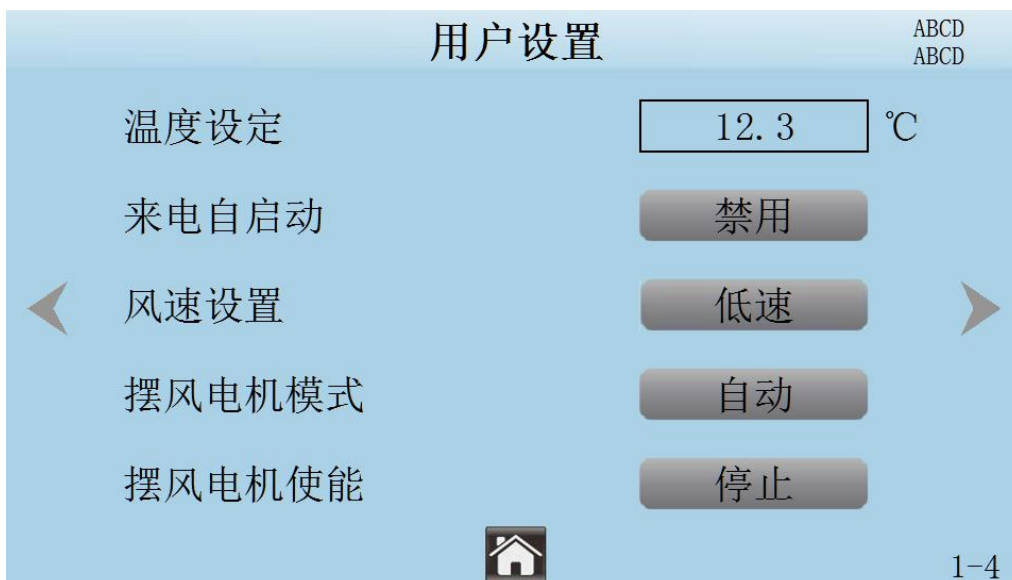 用户设置
ABCD
ABCD
温度设定 12.3 ℃
来电自启动 禁用
风速设置 低速
摆风电机模式 自动
摆风电机使能 停止
1-4